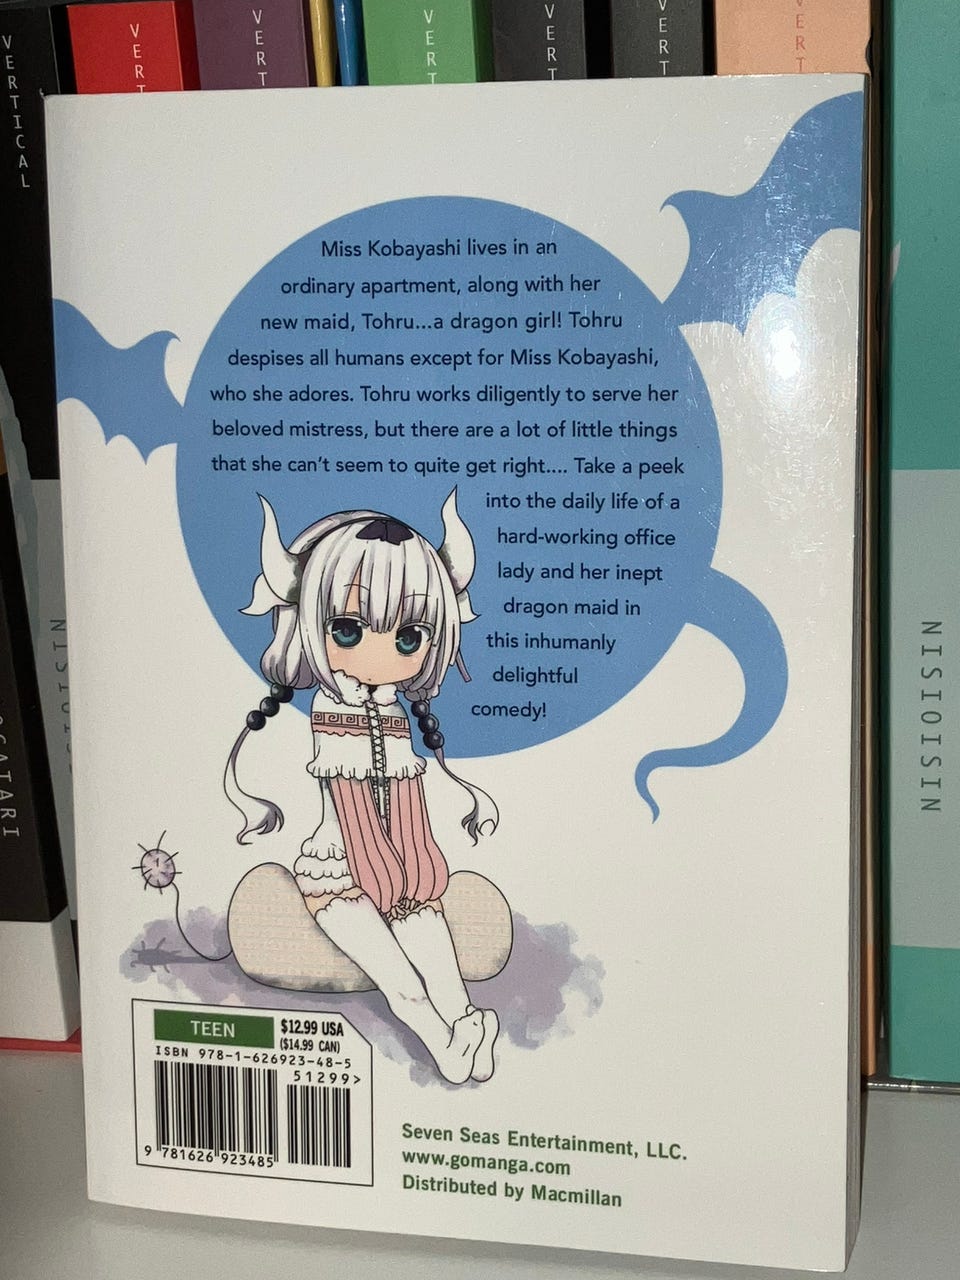 VERTICAL
VERT
VERT
VERT
VERT
VERT
VERT
Miss Kobayashi lives in an
ordinary apartment, along with her
new maid, Tohru...a dragon girl! Tohru
despises all humans except for Miss Kobayashi,
who she adores. Tohru works diligently to serve her
beloved mistress, but there are a lot of little things
that she can't seem to quite get right.... Take a peek
into the daily life of a
hard-working office
lady and her inept
dragon maid in
this inhumanly
delightful
comedy!
NISIOISIN
TEEN
$12.99 USA
($14.99 CAN)
ISBN 978-1-626923-48-5
51299>
9 781626 923485
Seven Seas Entertainment, LLC.
www.gomanga.com
Distributed by Macmillan